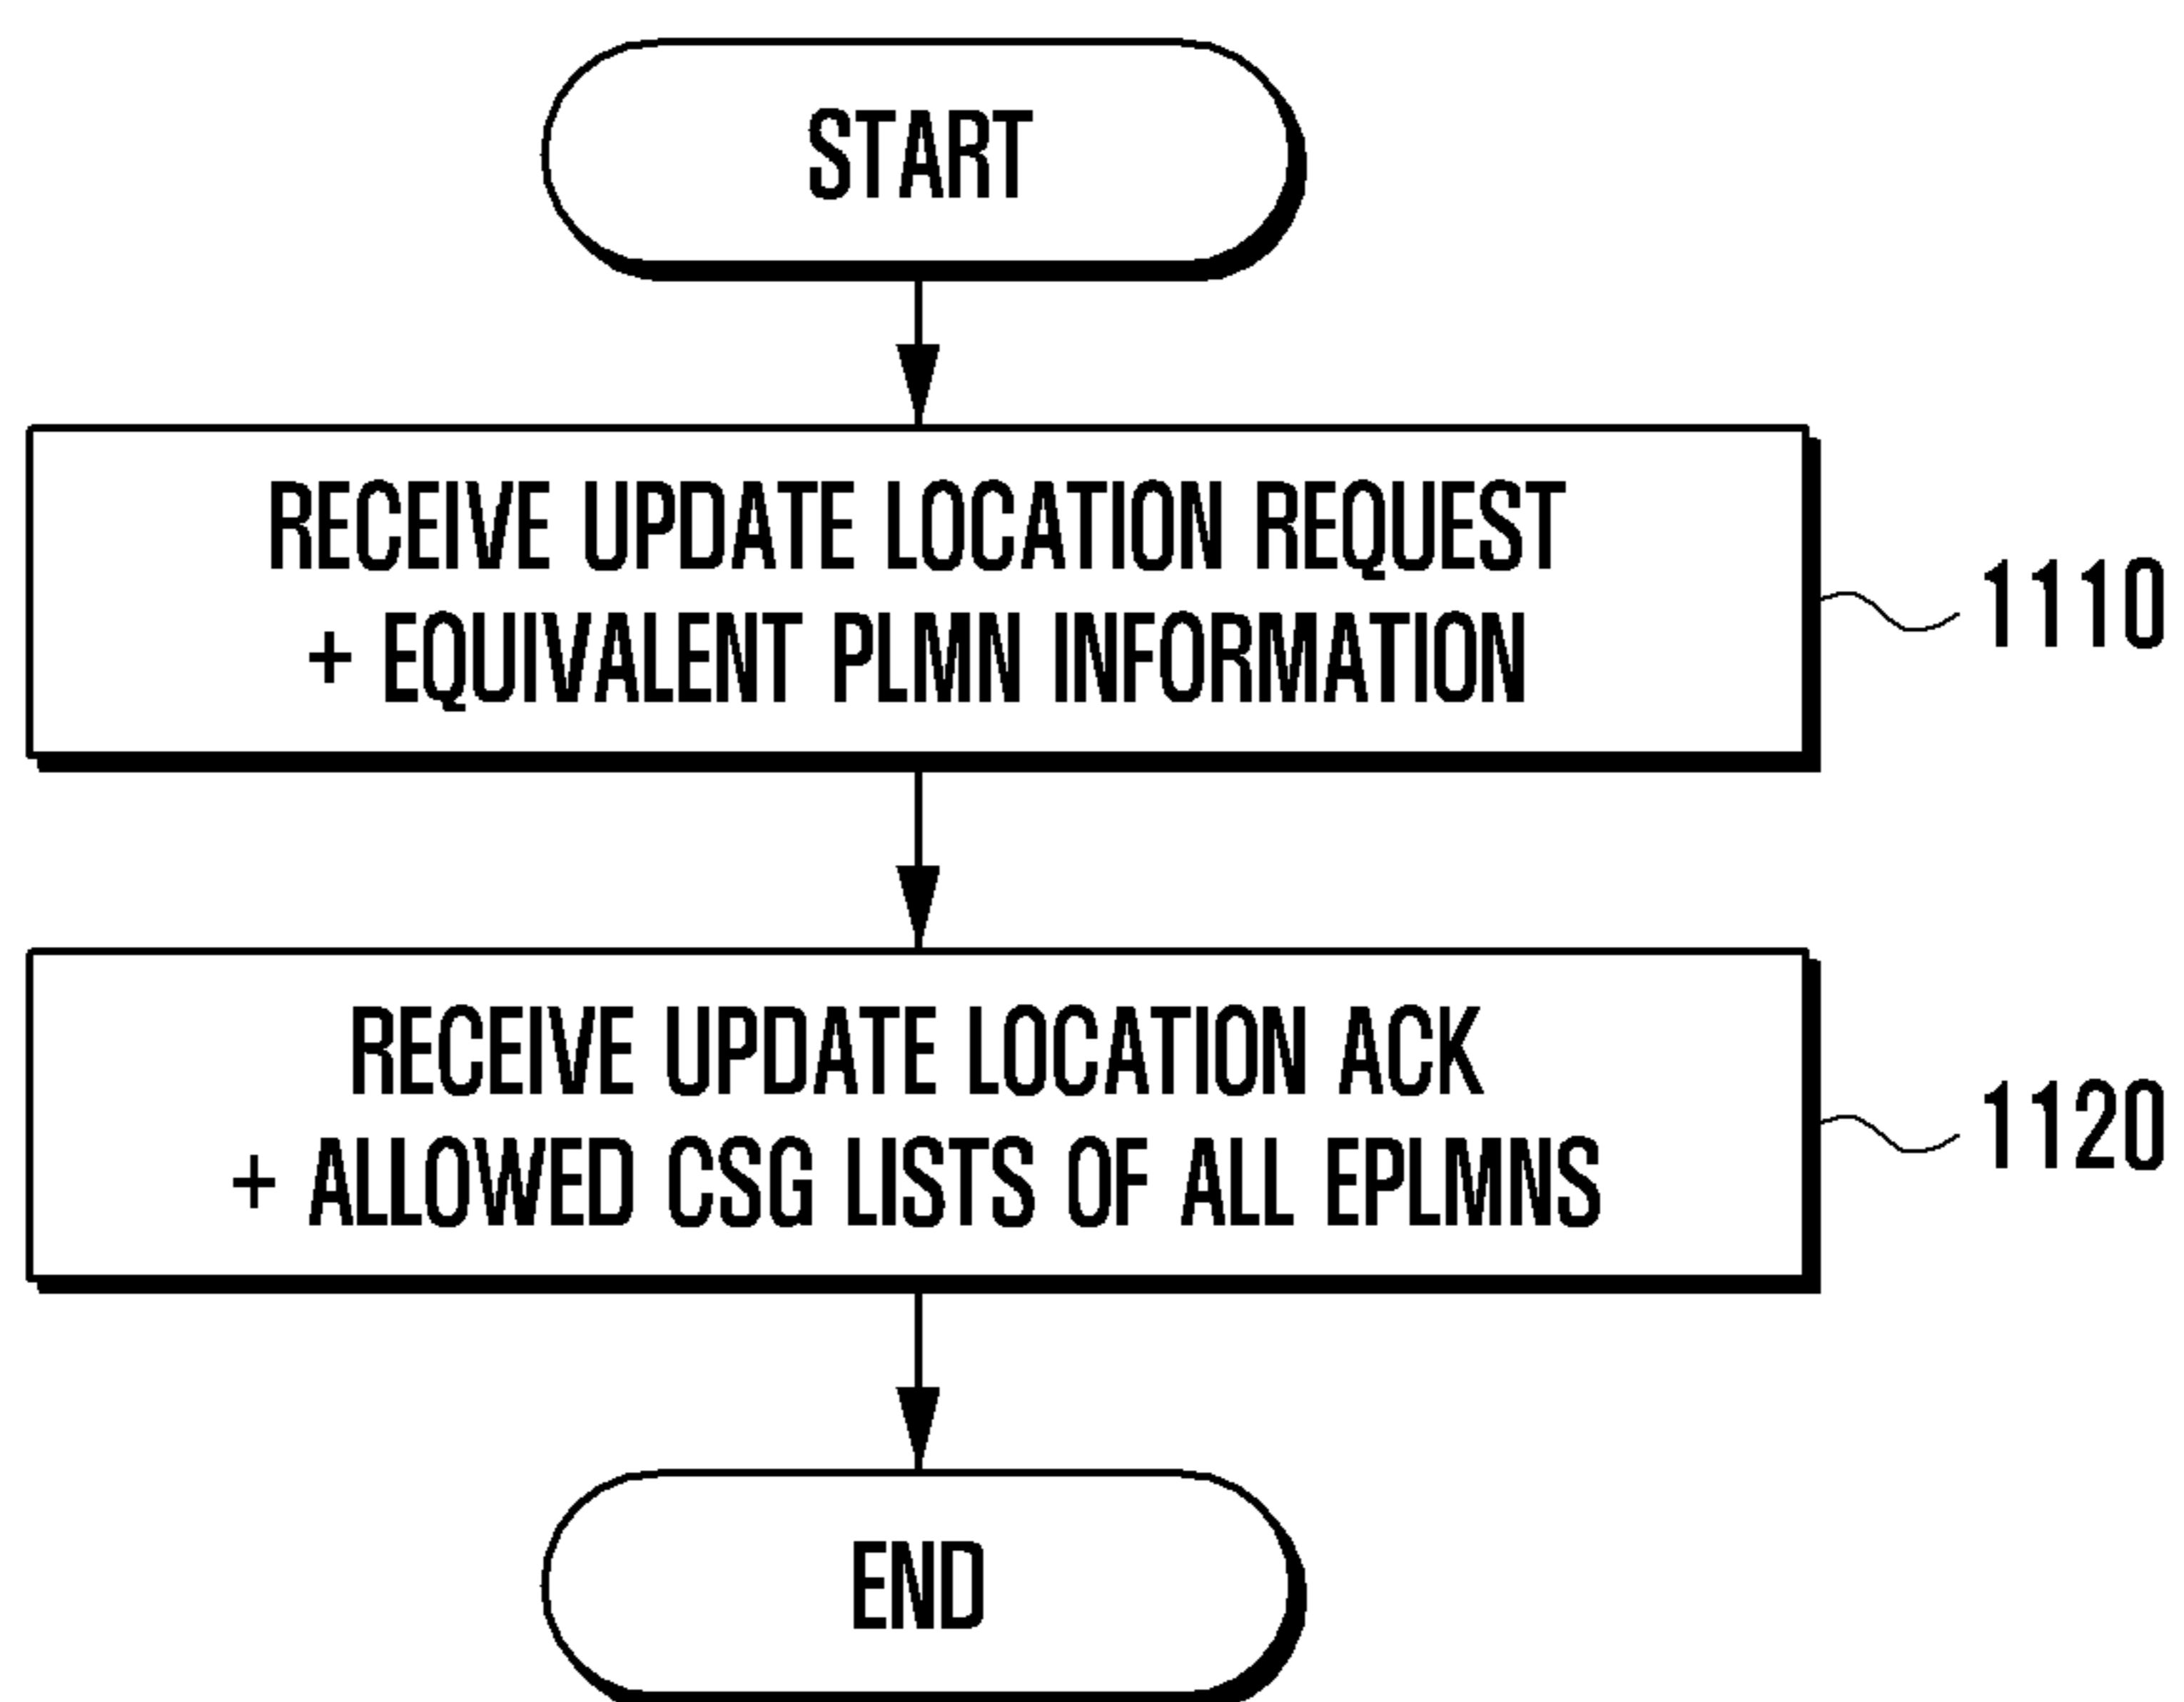 START
RECEIVE UPDATE LOCATION REQUEST
+ EQUIVALENT PLMN INFORMATION
1110
RECEIVE UPDATE LOCATION ACK
+ ALLOWED CSG LISTS OF ALL EPLMNS
1120
END